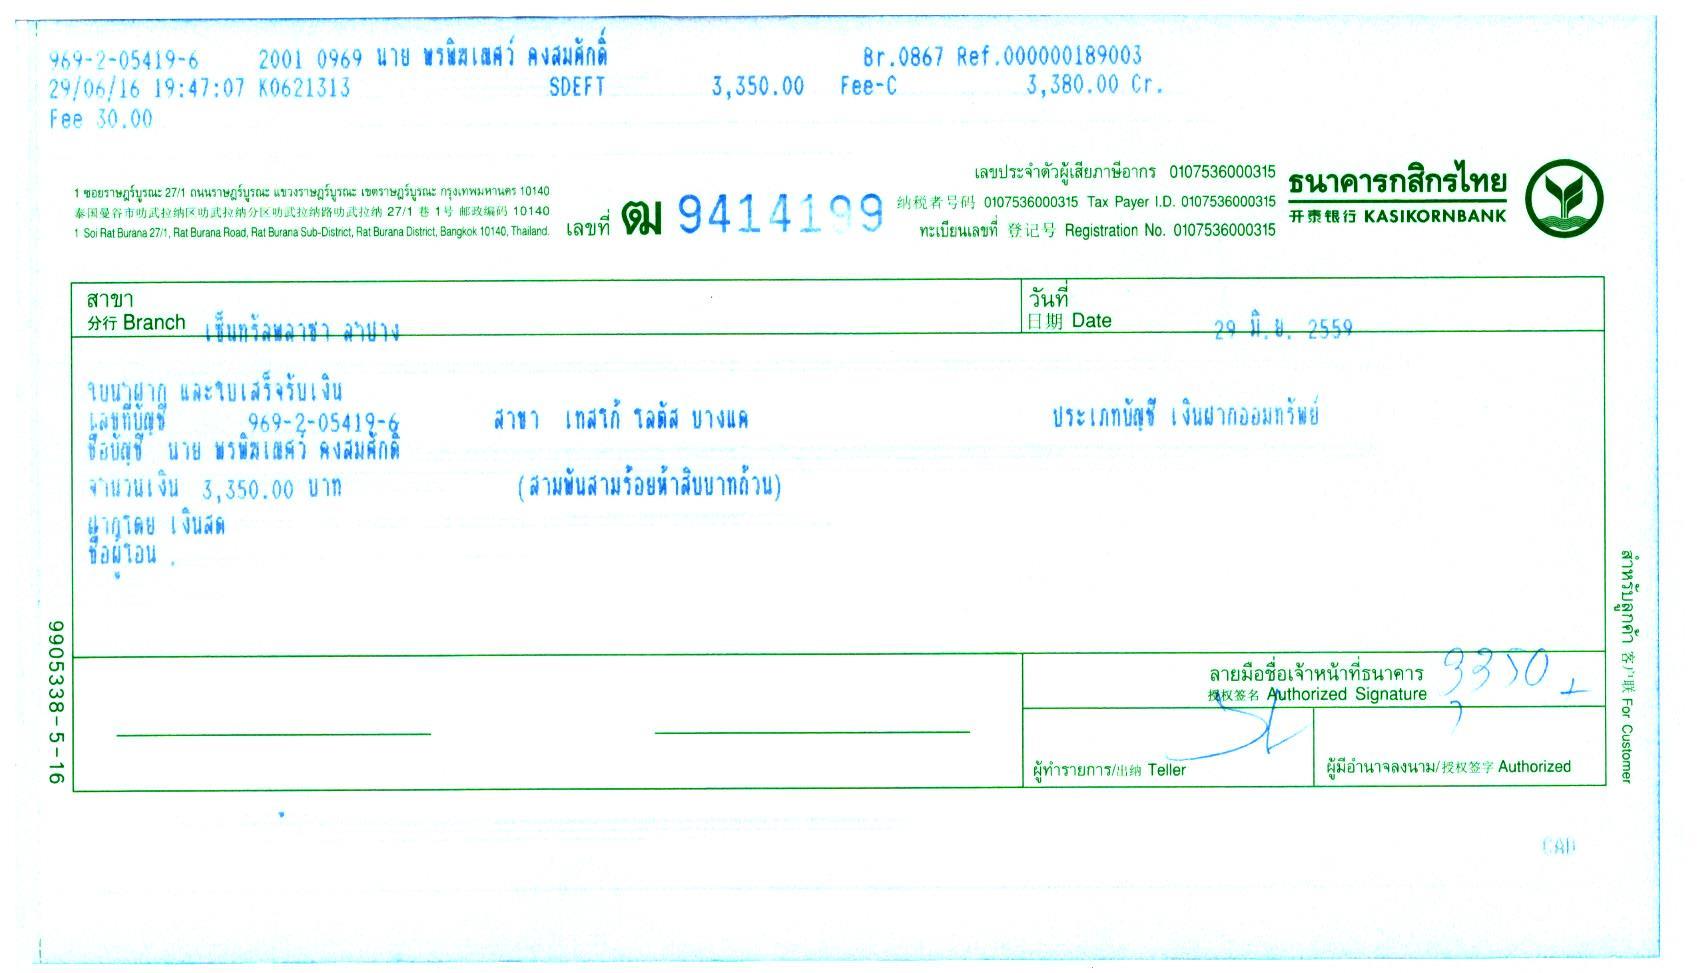 969-2-05419-6 2001 0969 นาย คงสมศักดิ์ Br.0867 Ref.000000189003
29/06/16 19:47:07 K0621313 SDEFT 3,350.00 Fee-C 3,380.00 Cr.
Fee 30.00
เลขประจำตัวผู้เสียภาษีอากร 0107536000315
纳税者号码 0107536000315 Tax Payer I.D. 0107536000315
ทะเบียนเลขที่ 登记号 Registration No. 0107536000315
ธนาคารกสิกรไทย
开泰银行 KASIKORNBANK
1 ซอยราษฎร์บูรณะ 27/1 ถนนราษฎร์บูรณะ แขวงราษฎร์บูรณะ เขตราษฎร์บูรณะ กรุงเทพมหานคร 10140
泰国曼谷市叻武拉纳区叻武拉纳分区叻武拉纳路叻武拉纳 27/1 巷 1号 邮政编码 10140
1 Soi Rat Burana 27/1, Rat Burana Road, Rat Burana Sub-District, Rat Burana District, Bangkok 10140, Thailand.
เลขที่ ฒ 9414199
สาขา
分行 Branch เซ็นทรัลพลาซา ลำปาง
วันที่
日期 Date 29 มิ.ย. 2559
ใบนำฝาก และใบเสร็จรับเงิน
เลขที่บัญชี 969-2-05419-6 สาขา เทสโก้ โลตัส บางแค ประเภทบัญชี เงินฝากออมทรัพย์
ชื่อบัญชี นาย คงสมศักดิ์
จำนวนเงิน 3,350.00 บาท (สามพันสามร้อยห้าสิบบาทถ้วน)
ฝากโดย เงินสด
ชื่อผู้โอน .
ลายมือชื่อเจ้าหน้าที่ธนาคาร 3350
授权签名 Authorized Signature
ผู้ทำรายการ/出纳 Teller
ผู้มีอำนาจลงนาม/授权签字 Authorized
9905338-5-16
สำหรับลูกค้า 客户联 For Customer
CAD